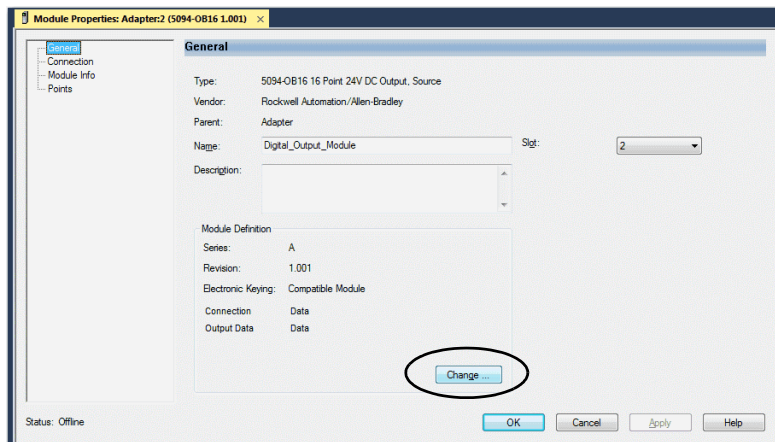 Module Properties: Adapter:2 (5094-OB16 1.001) ×
General
Connection
Module Info
Points
General
Type: 5094-OB16 16 Point 24V DC Output, Source
Vendor: Rockwell Automation/Allen-Bradley
Parent: Adapter
Name: Digital_Output_Module Slot: 2
Description:
Module Definition
Series: A
Revision: 1.001
Electronic Keying: Compatible Module
Connection Data
Output Data Data
Change ...
Status: Offline OK Cancel Apply Help